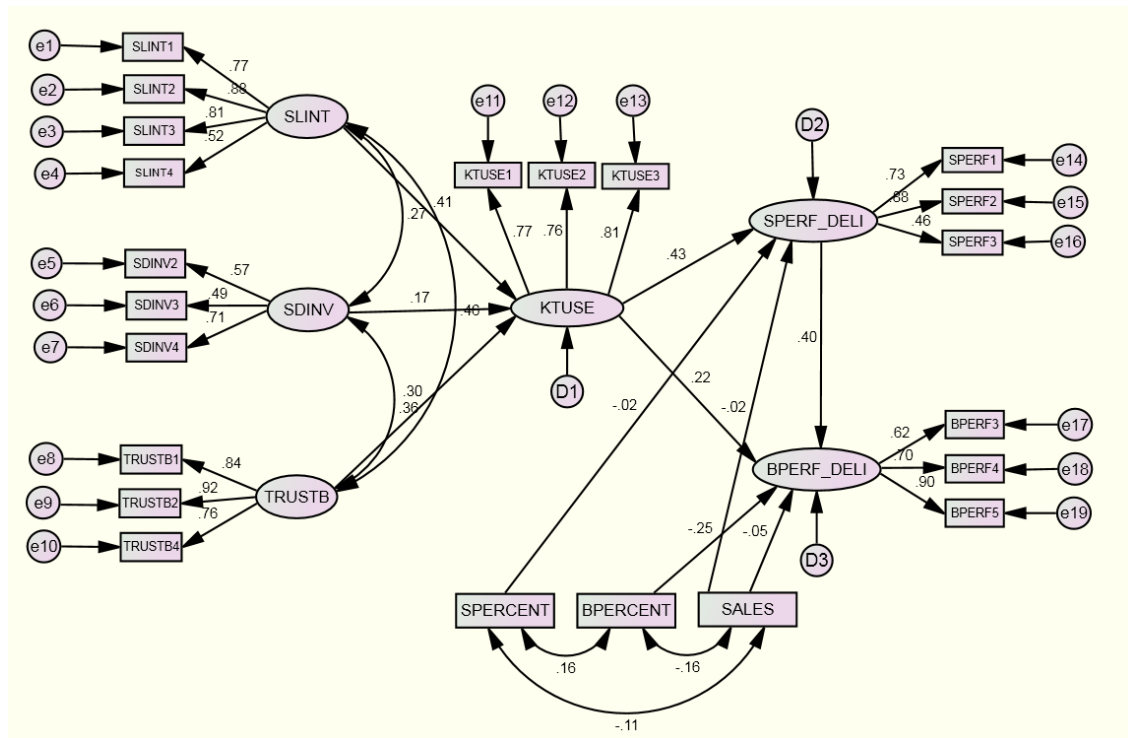 e1
SLINT1
.77
e2
SLINT2
.88
e3
SLINT3
.81
e4
SLINT4
.52
SLINT
e5
SDINV2
.57
e6
SDINV3
.49
e7
SDINV4
.71
SDINV
e8
TRUSTB1
.84
e9
TRUSTB2
.92
e10
TRUSTB4
.76
TRUSTB
.27
.41
.17
.46
.30
.36
e11
e12
e13
KTUSE1
KTUSE2
KTUSE3
.77
.76
.81
KTUSE
D1
.43
.22
-.02
-.02
.40
D2
SPERF_DELI
.73
.88
.46
SPERF1
e14
SPERF2
e15
SPERF3
e16
BPERF_DELI
D3
.62
.70
.90
BPERF3
e17
BPERF4
e18
BPERF5
e19
-.25
-.05
SPERCENT
BPERCENT
SALES
.16
-.16
-.11